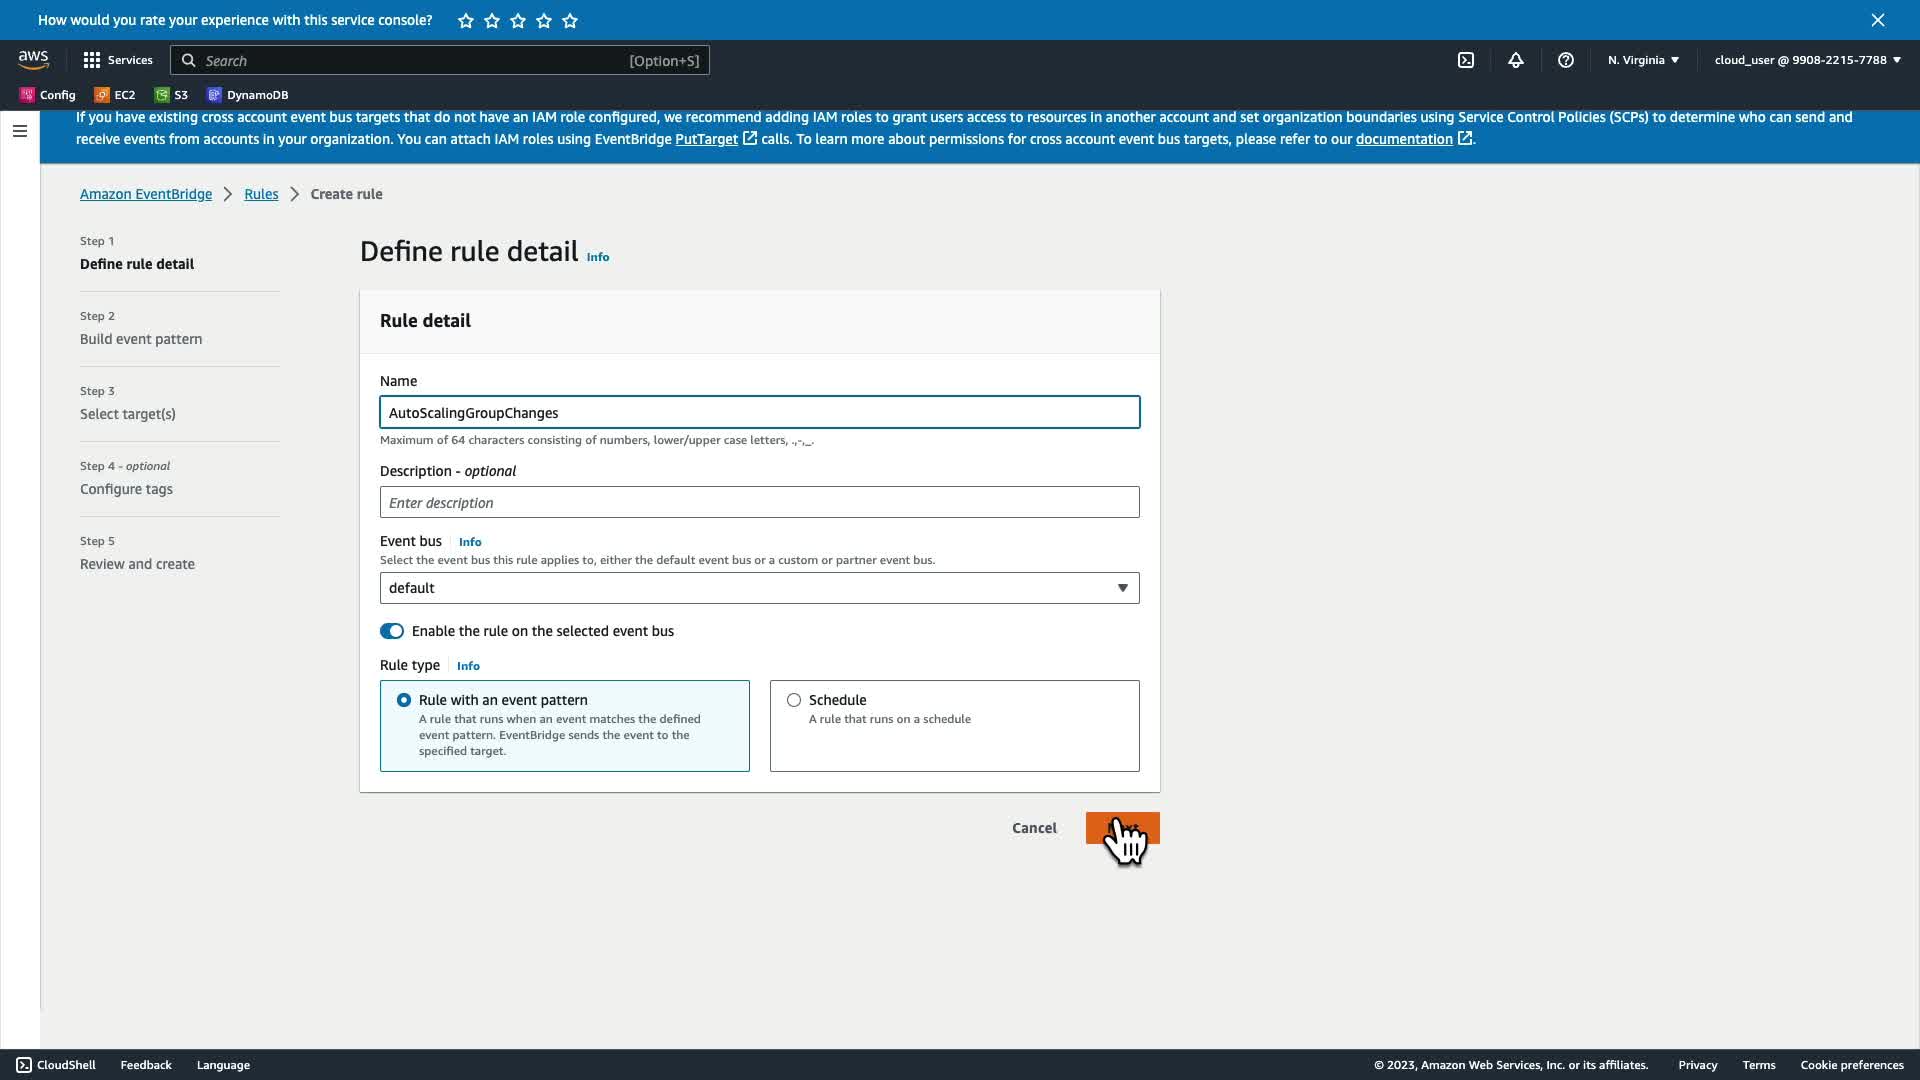 How would you rate your experience with this service console?
aws
Services
Search
[Option+S]
N. Virginia
cloud_user @ 9908-2215-7788
Config
EC2
S3
DynamoDB
If you have existing cross account event bus targets that do not have an IAM role configured, we recommend adding IAM roles to grant users access to resources in another account and set organization boundaries using Service Control Policies (SCPs) to determine who can send and
receive events from accounts in your organization. You can attach IAM roles using EventBridge PutTarget calls. To learn more about permissions for cross account event bus targets, please refer to our documentation .
Amazon EventBridge > Rules > Create rule
Step 1
Define rule detail
Step 2
Build event pattern
Step 3
Select target(s)
Step 4 - optional
Configure tags
Step 5
Review and create
Define rule detail Info
Rule detail
Name
AutoScalingGroupChanges
Maximum of 64 characters consisting of numbers, lower/upper case letters, .,-,_.
Description - optional
Enter description
Event bus Info
Select the event bus this rule applies to, either the default event bus or a custom or partner event bus.
default
Enable the rule on the selected event bus
Rule type Info
Rule with an event pattern
A rule that runs when an event matches the defined
event pattern. EventBridge sends the event to the
specified target.
Schedule
A rule that runs on a schedule
Cancel
CloudShell
Feedback
Language
© 2023, Amazon Web Services, Inc. or its affiliates.
Privacy
Terms
Cookie preferences